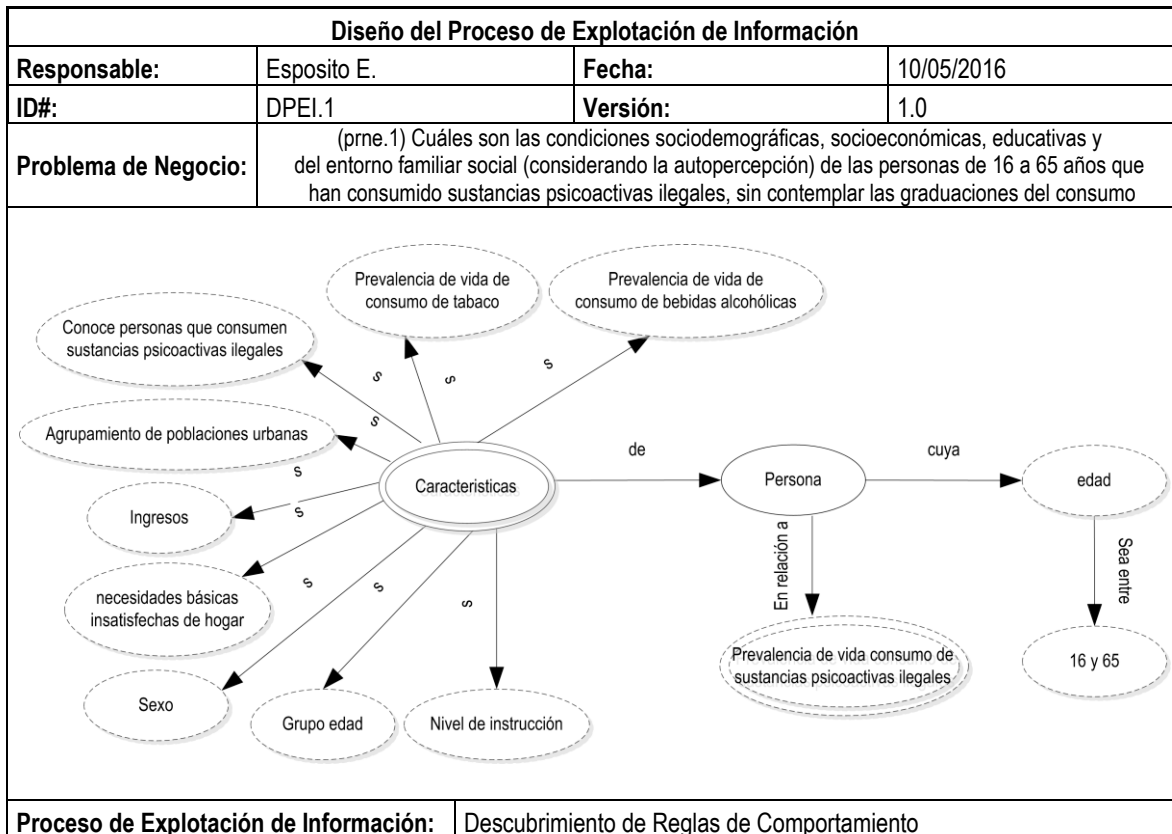 Diseño del Proceso de Explotación de Información
Responsable: Esposito E. Fecha: 10/05/2016
ID#: DPEI.1 Versión: 1.0
Problema de Negocio:
(prne.1) Cuáles son las condiciones sociodemográficas, socioeconómicas, educativas y
del entorno familiar social (considerando la autopercepción) de las personas de 16 a 65 años que
han consumido sustancias psicoactivas ilegales, sin contemplar las graduaciones del consumo
Prevalencia de vida de
consumo de tabaco
Prevalencia de vida de
consumo de bebidas alcohólicas
Conoce personas que consumen
sustancias psicoactivas ilegales
s
s
s
s
Agrupamiento de poblaciones urbanas
s
Ingresos
s
necesidades básicas
insatisfechas de hogar
s
s
s
Sexo
Grupo edad
Nivel de instrucción
Caracteristicas
de
Persona
cuya
edad
En relación a
Sea entre
Prevalencia de vida consumo de
sustancias psicoactivas ilegales
16 y 65
Proceso de Explotación de Información: Descubrimiento de Reglas de Comportamiento